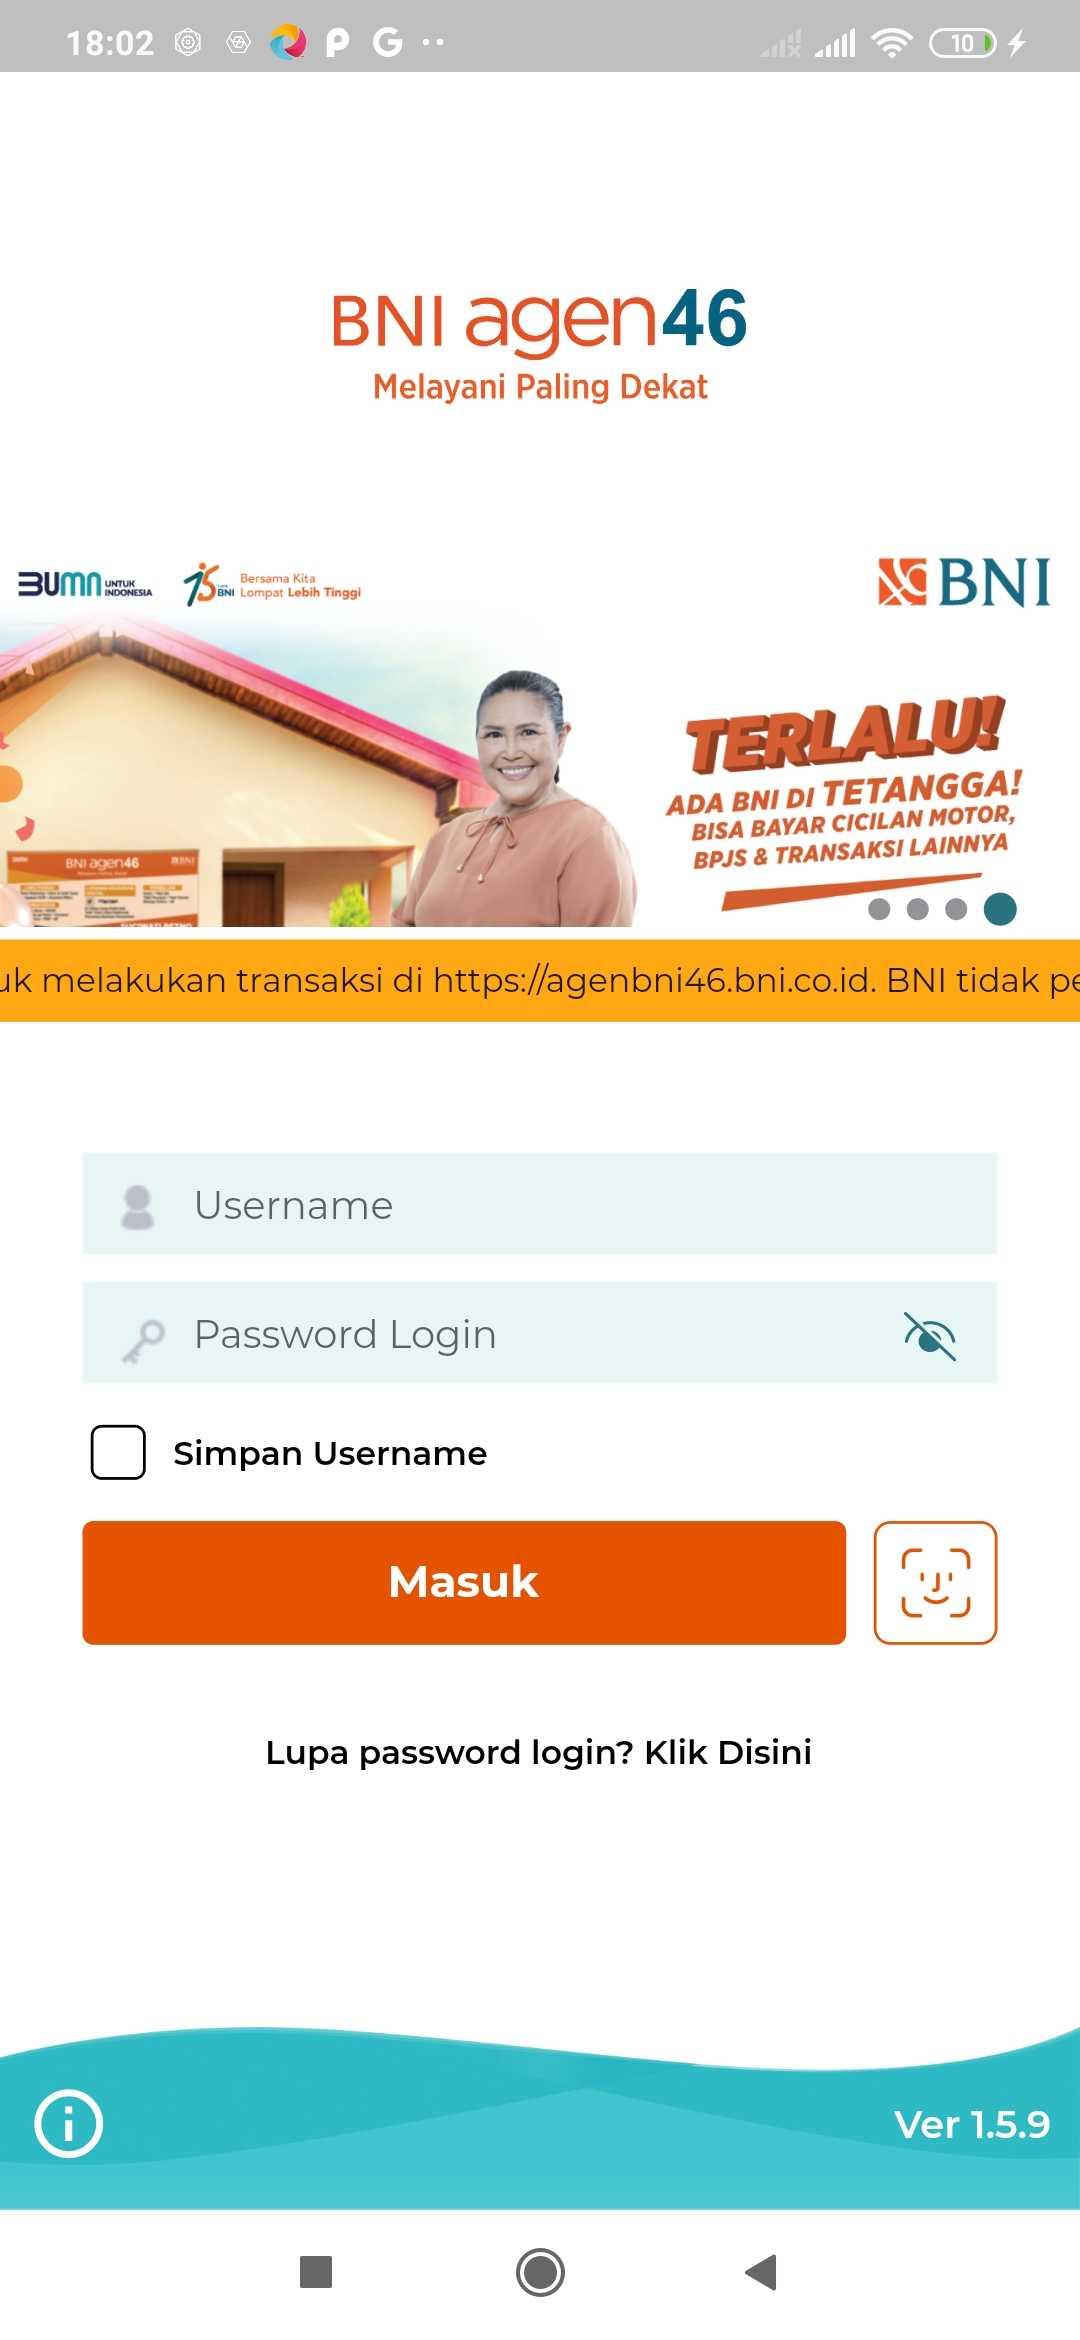 18:02
10
BNI agen46
Melayani Paling Dekat
BUMN UNTUK INDONESIA
75 BNI Bersama Kita Lompat Lebih Tinggi
BNI
TERLALU!
ADA BNI DI TETANGGA!
BISA BAYAR CICILAN MOTOR,
BPJS & TRANSAKSI LAINNYA
BNI agen46
BNI
uk melakukan transaksi di https://agenbni46.bni.co.id. BNI tidak pe
Username
Password Login
Simpan Username
Masuk
Lupa password login? Klik Disini
Ver 1.5.9